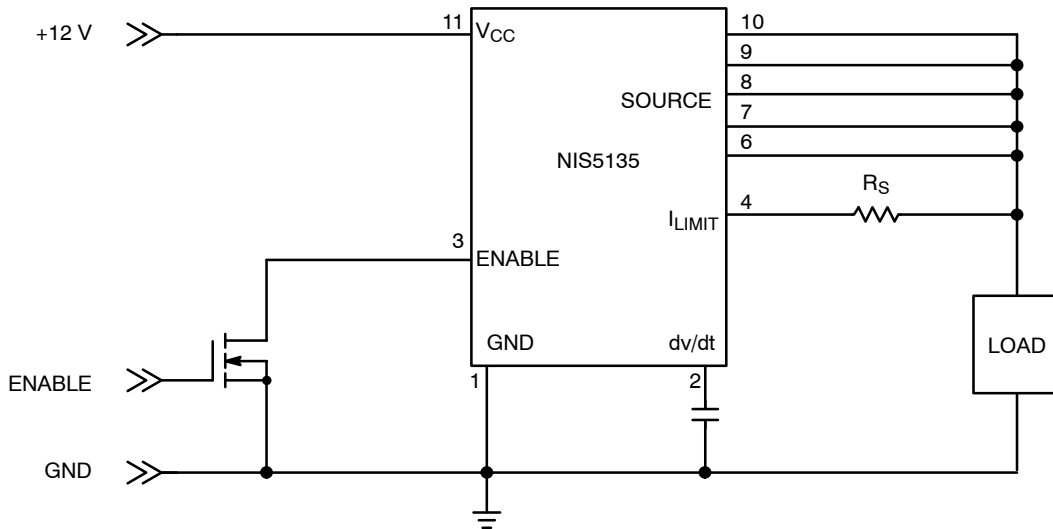 +12 V
11
V_CC
10
9
8
SOURCE
7
NIS5135
6
R_S
4
I_LIMIT
3
ENABLE
GND
dv/dt
LOAD
ENABLE
1
2
GND